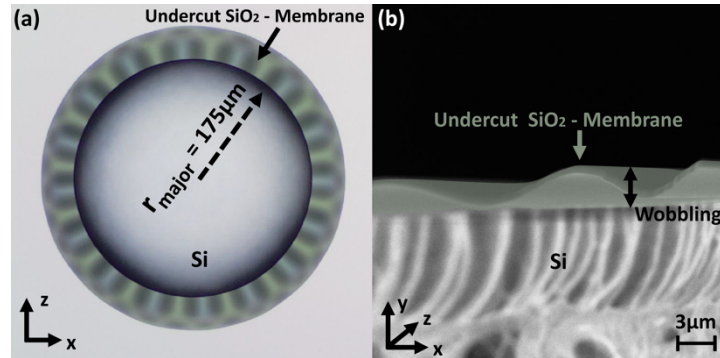 (a)
Undercut SiO₂ - Membrane
r major = 175μm
Si
z
x
(b)
Undercut SiO₂ - Membrane
Wobbling
Si
y
z
x
3μm